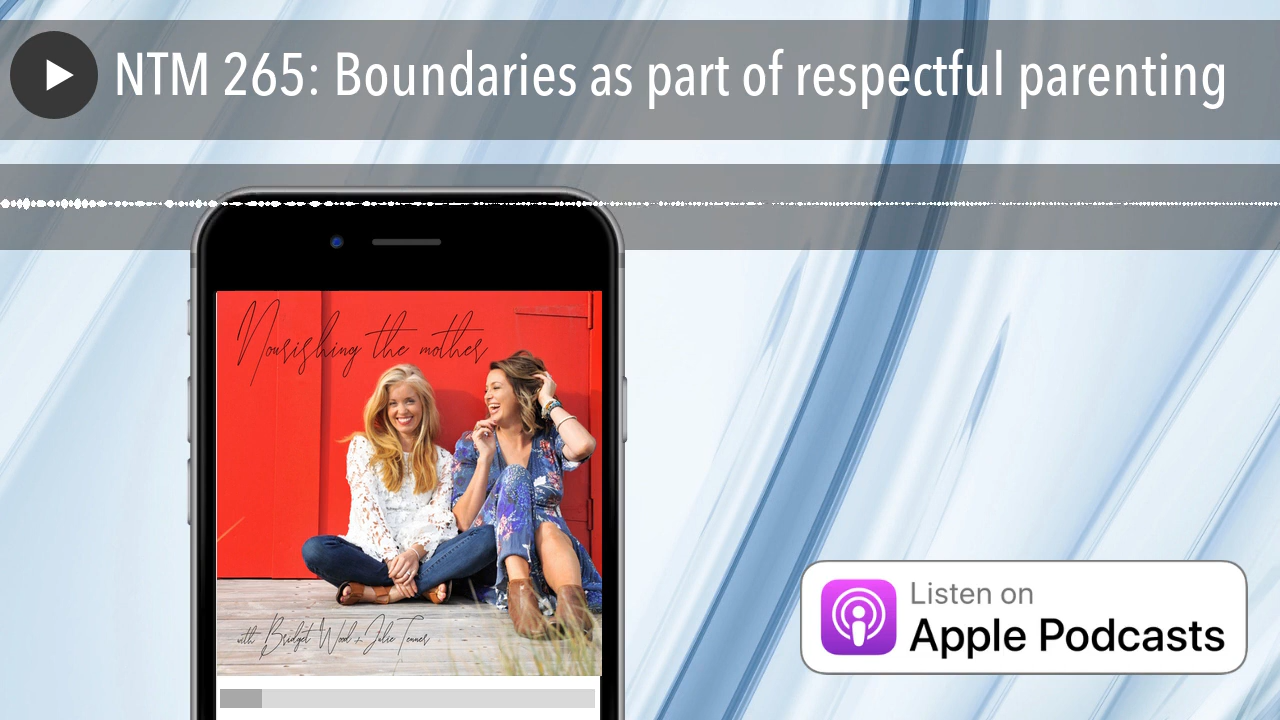 NTM 265: Boundaries as part of respectful parenting
Nourishing the mother
with Bridget Wood & Julie Tenner
Listen on
Apple Podcasts